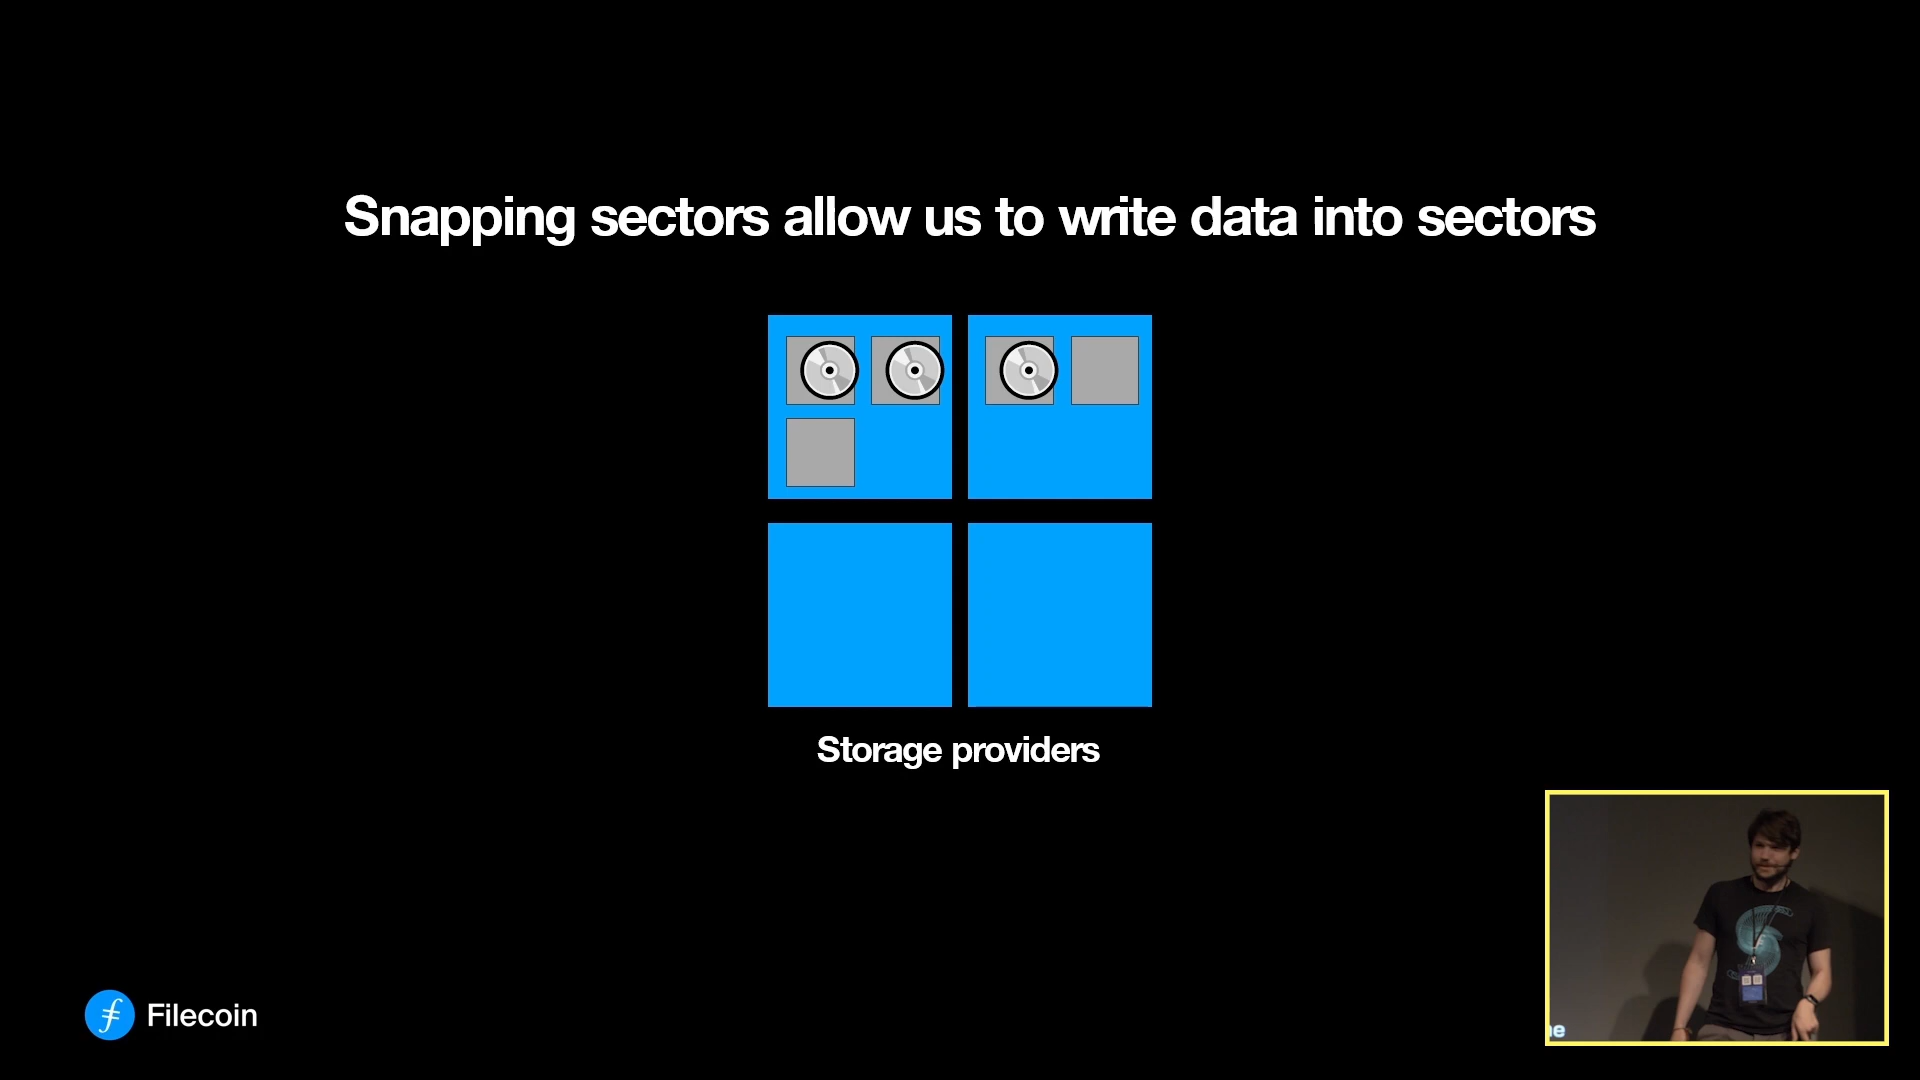 Snapping sectors allow us to write data into sectors
Storage providers
Filecoin